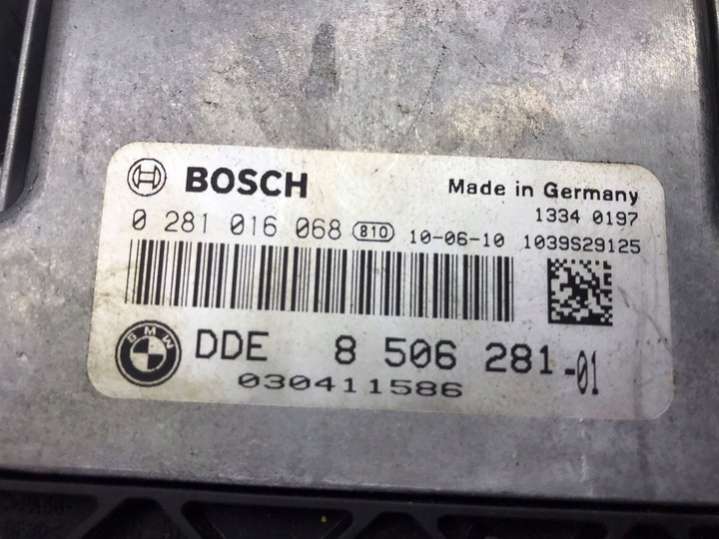 BOSCH
Made in Germany
1334 0197
0 281 016 068 810 10-06-10 1039S29125
BMW
DDE 8 506 281-01
030411586